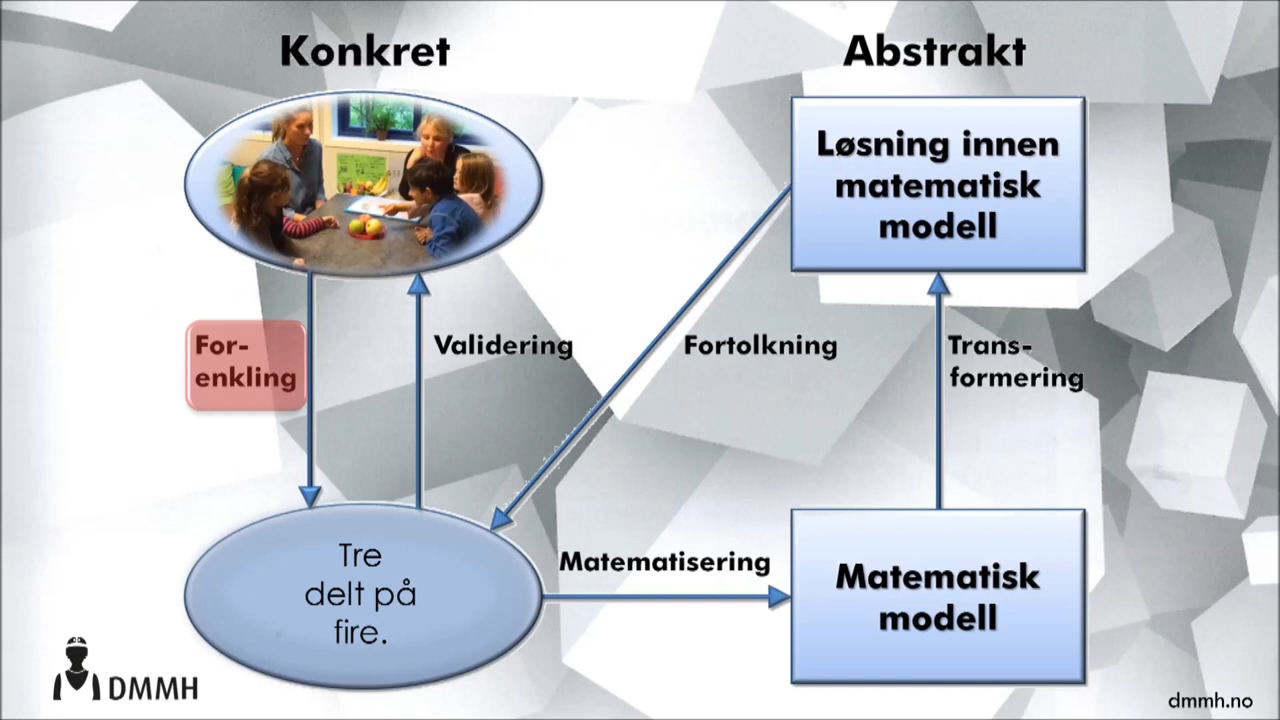 Konkret
Abstrakt
Løsning innen
matematisk
modell
For-
enkling
Validering
Fortolkning
Trans-
formering
Tre
delt på
fire.
Matematisering
Matematisk
modell
DMMH
dmmh.no